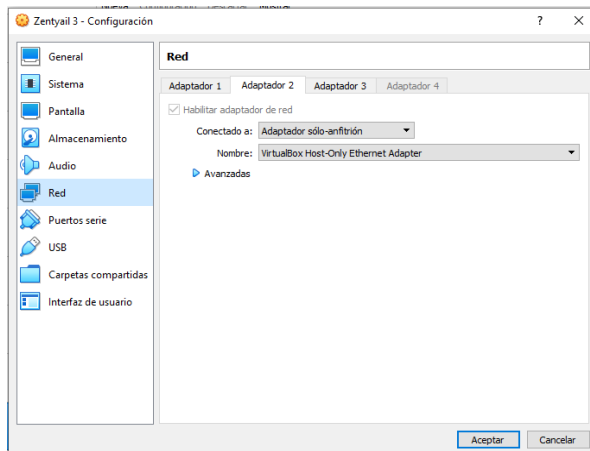 Zentyail 3 - Configuración
?
General
Sistema
Pantalla
Almacenamiento
Audio
Red
Puertos serie
USB
Carpetas compartidas
Interfaz de usuario
Red
Adaptador 1 Adaptador 2 Adaptador 3 Adaptador 4
Habilitar adaptador de red
Conectado a: Adaptador sólo-anfitrión
Nombre: VirtualBox Host-Only Ethernet Adapter
Avanzadas
Aceptar Cancelar